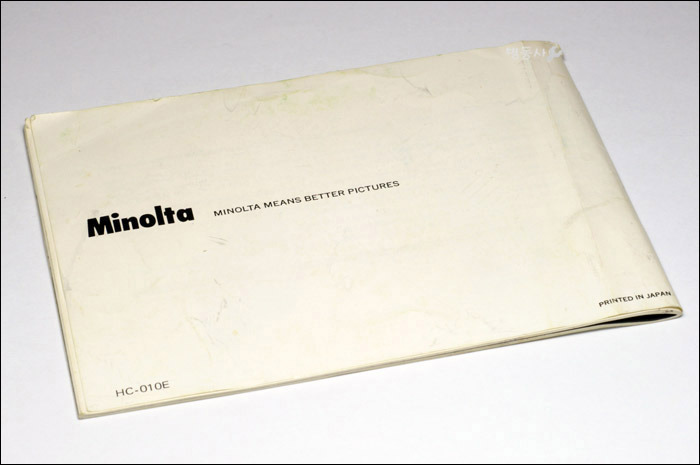 Minolta MINOLTA MEANS BETTER PICTURES
PRINTED IN JAPAN
HC-010E